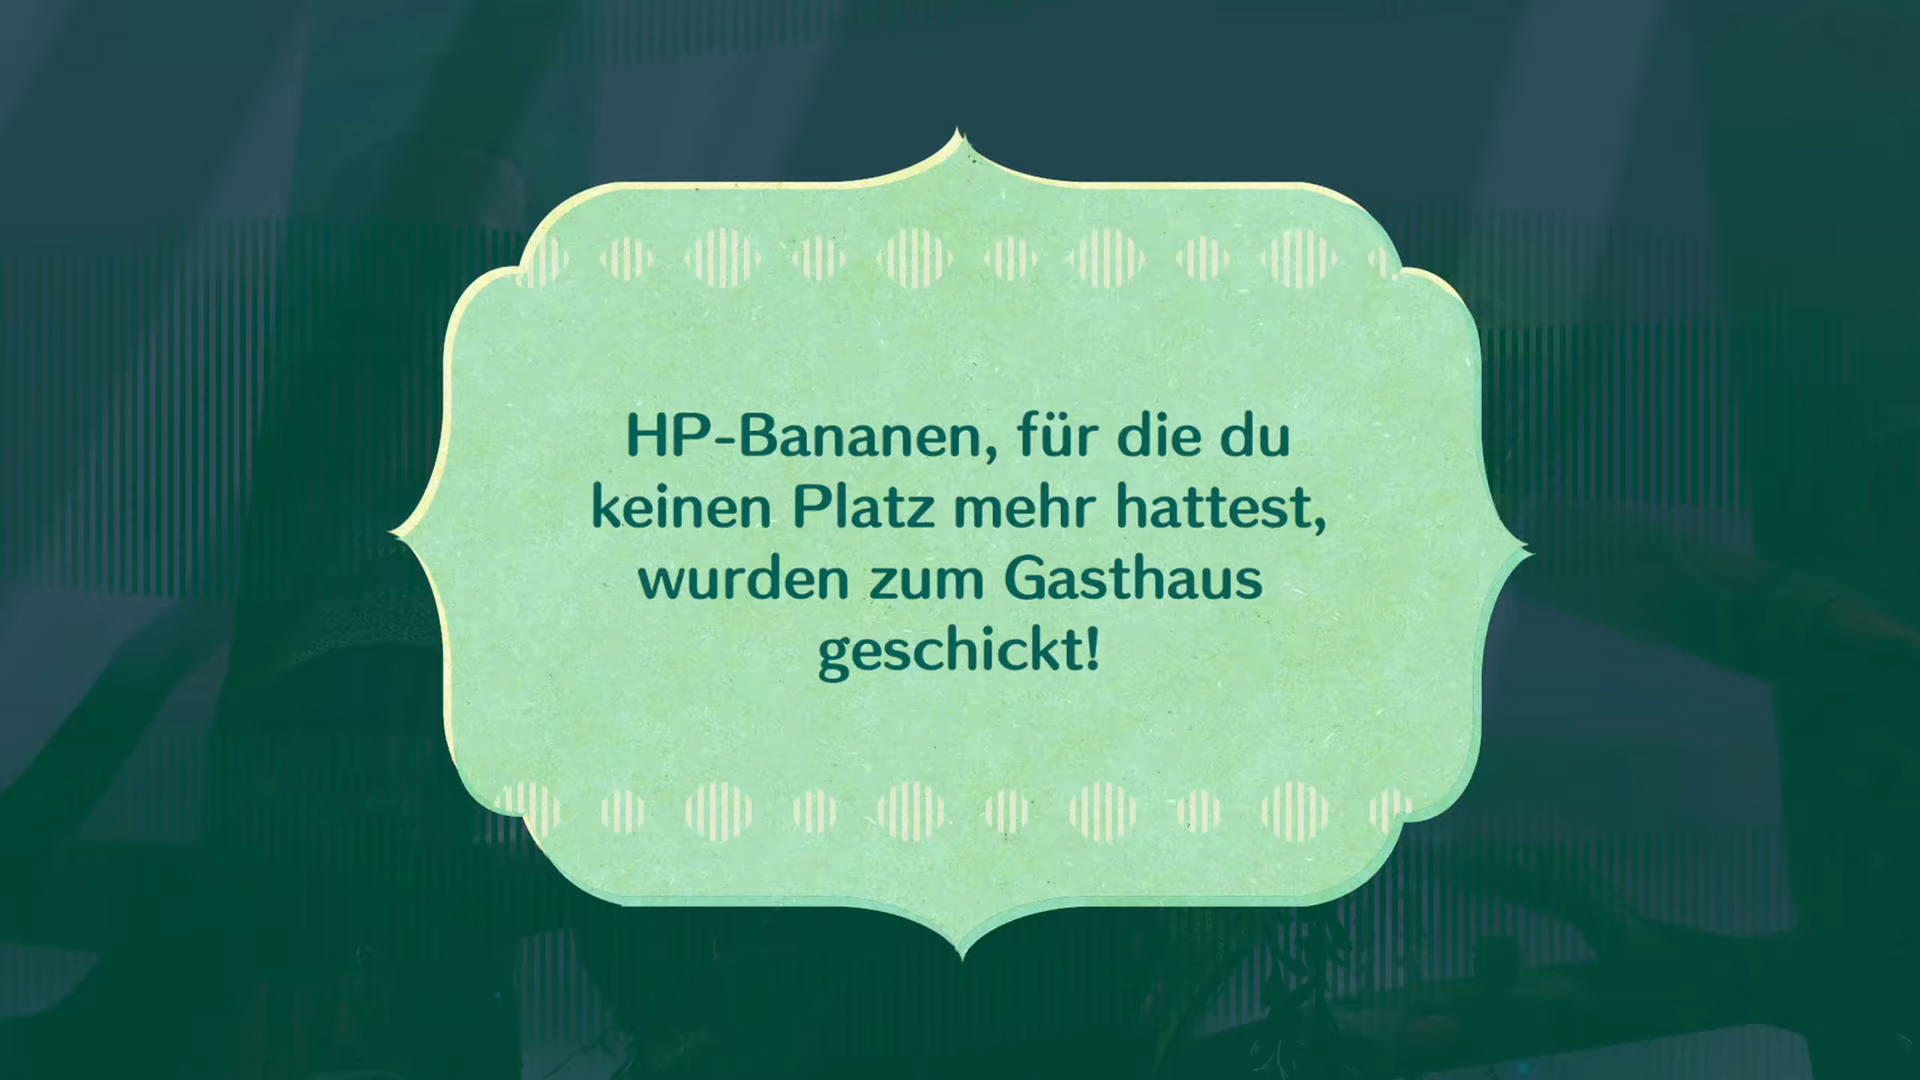 HP-Bananen, für die du
keinen Platz mehr hattest,
wurden zum Gasthaus
geschickt!